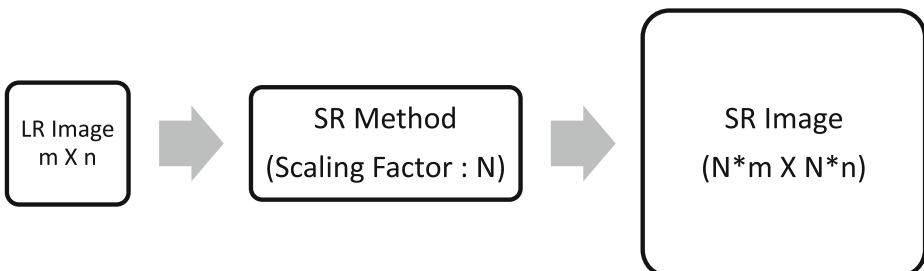 LR Image
m X n
SR Method
(Scaling Factor : N)
SR Image
(N*m X N*n)